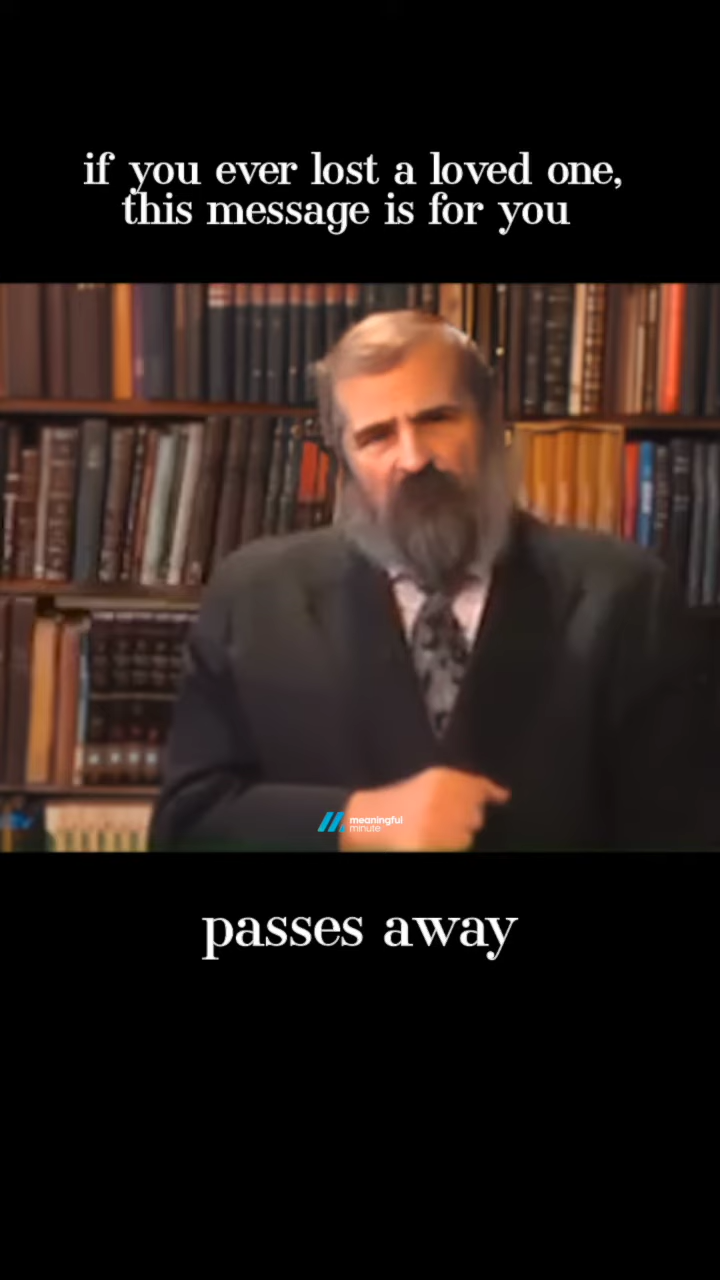 if you ever lost a loved one,
this message is for you
meaningful
minute
passes away